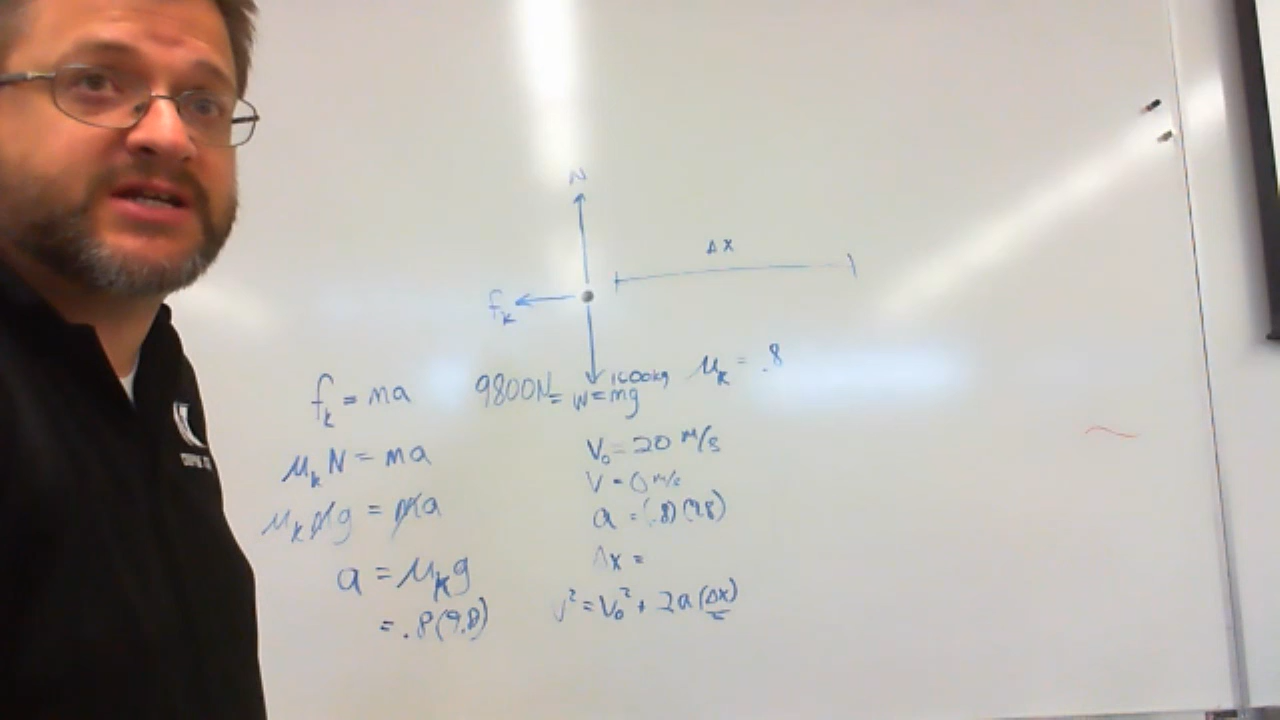 N
Δx
f_k
μ_k = .8
1000kg
9800N = W = mg
f_k = ma
μ_k N = ma
μ_k mg = ma
a = μ_k g
= .8(9.8)
V₀ = 20 m/s
V = 0 m/s
a = (.8)(9.8)
Δx =
v² = V₀² + 2a(Δx)